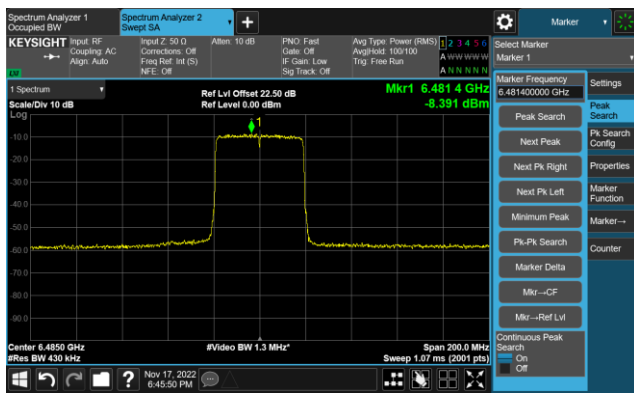 Spectrum Analyzer 1
Occupied BW
Spectrum Analyzer 2
Swept SA
+
Marker
KEYSIGHT
Input: RF
Coupling: AC
Align: Auto
Input Z: 50 Ω
Corrections: Off
Freq Ref: Int (S)
NFE: Off
Atten: 10 dB
PNO: Fast
Gate: Off
IF Gain: Low
Sig Track: Off
Avg Type: Power (RMS)
Avg|Hold: 100/100
Trig: Free Run
1 2 3 4 5 6
A W W W W W
A N N N N N
Select Marker
Marker 1
1 Spectrum
Scale/Div 10 dB
Log
Ref Lvl Offset 22.50 dB
Ref Level 0.00 dBm
Mkr1 6.481 4 GHz
-8.391 dBm
1
-10.0
-20.0
-30.0
-40.0
-50.0
-60.0
-70.0
-80.0
-90.0
Center 6.4850 GHz
#Res BW 430 kHz
#Video BW 1.3 MHz*
Span 200.0 MHz
Sweep 1.07 ms (2001 pts)
Marker Frequency
6.481400000 GHz
Peak Search
Next Peak
Next Pk Right
Next Pk Left
Minimum Peak
Pk-Pk Search
Marker Delta
Mkr→CF
Mkr→Ref Lvl
Continuous Peak
Search
On
Off
Settings
Peak
Search
Pk Search
Config
Properties
Marker
Function
Marker→
Counter
?
Nov 17, 2022
6:45:50 PM